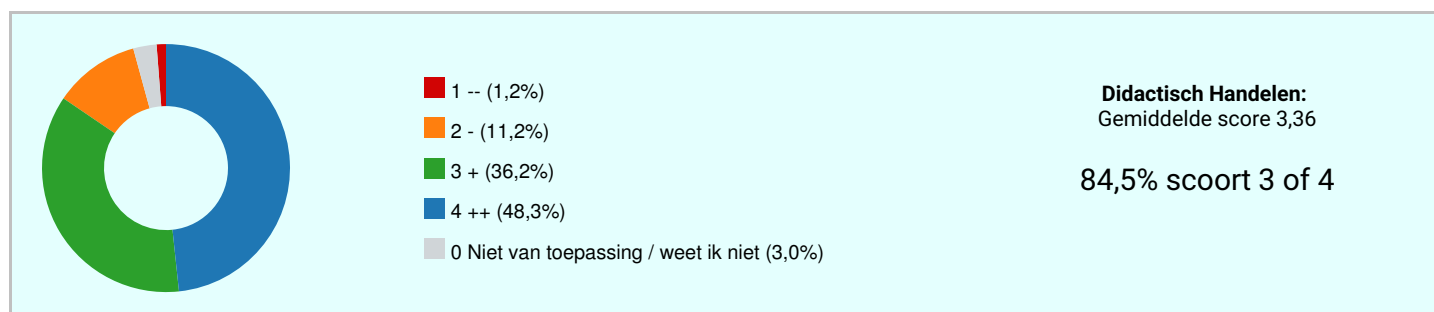 1 -- (1,2%)
2 - (11,2%)
3 + (36,2%)
4 ++ (48,3%)
0 Niet van toepassing / weet ik niet (3,0%)
Didactisch Handelen:
Gemiddelde score 3,36
84,5% scoort 3 of 4